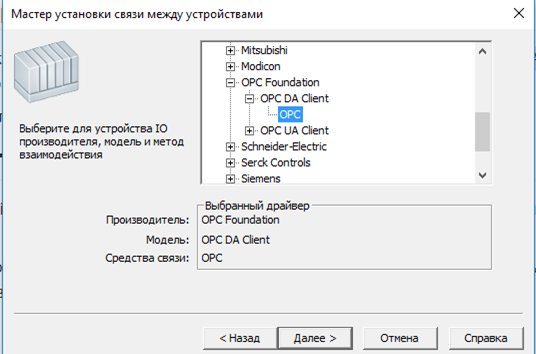 Мастер установки связи между устройствами
Mitsubishi
Modicon
OPC Foundation
OPC DA Client
OPC
OPC UA Client
Schneider-Electric
Serck Controls
Siemens
Выберите для устройства IO
производителя, модель и метод
взаимодействия
Выбранный драйвер
Производитель: OPC Foundation
Модель: OPC DA Client
Средства связи: OPC
< Назад Далее > Отмена Справка